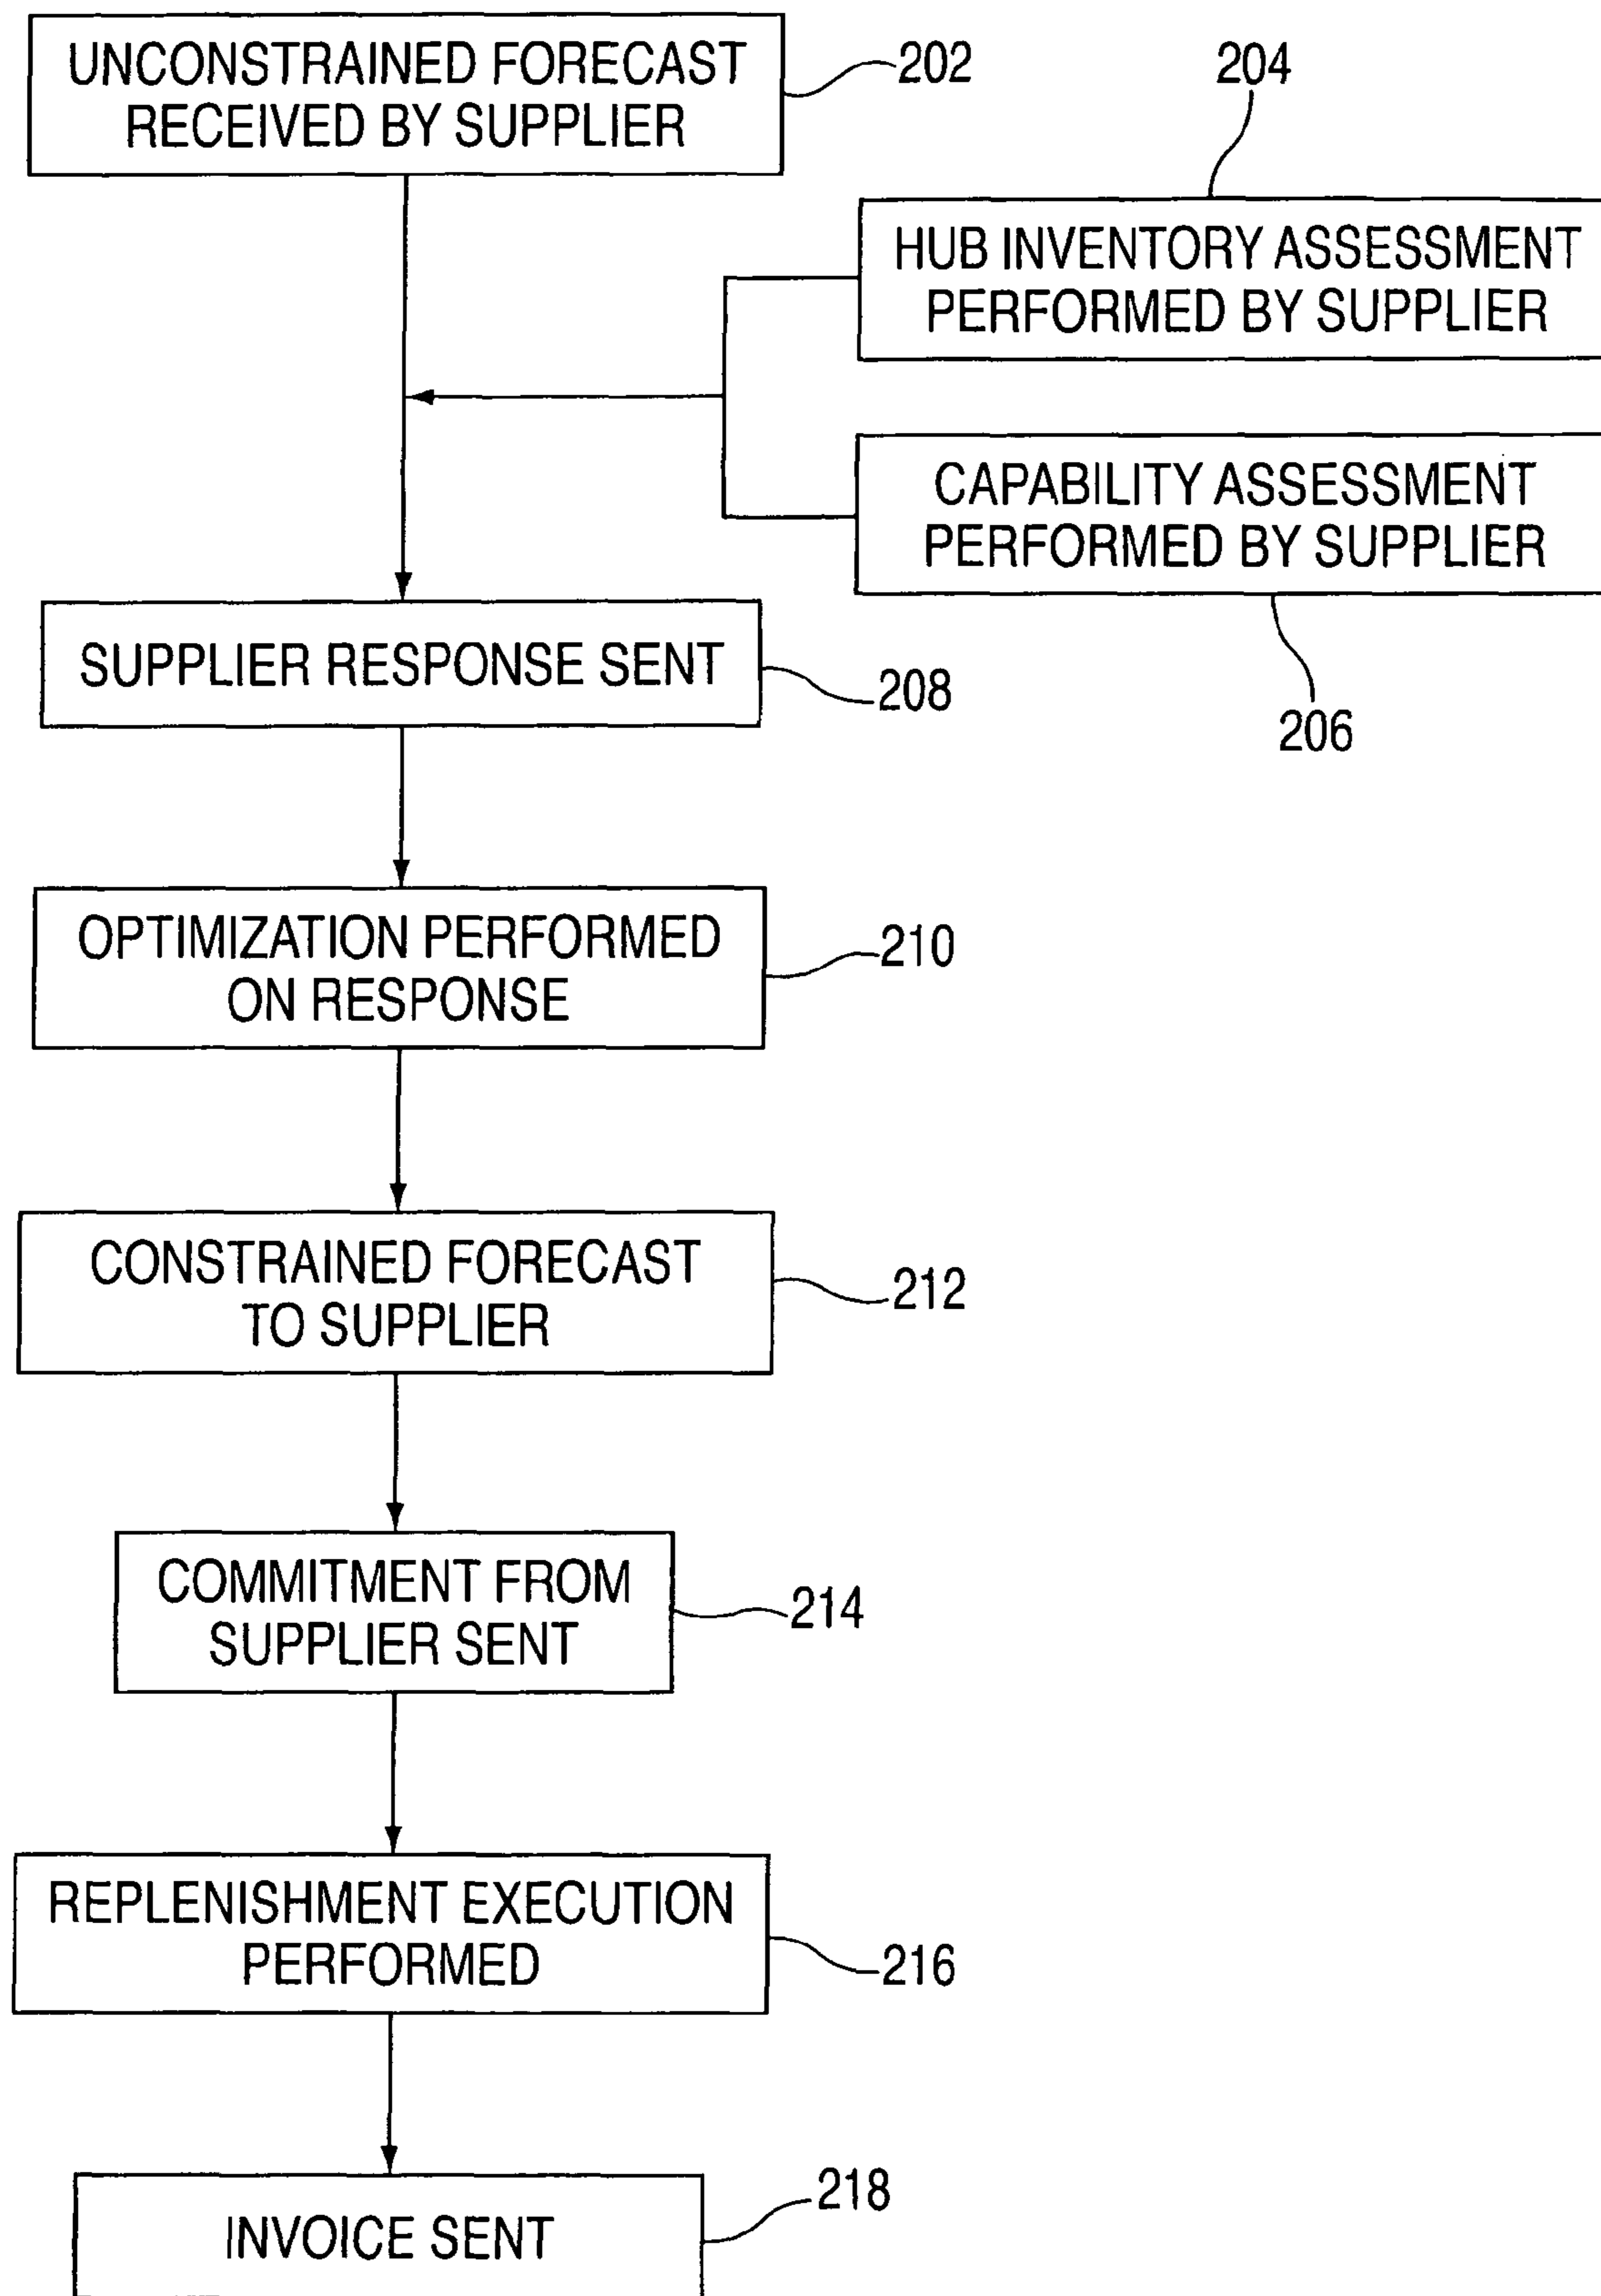 UNCONSTRAINED FORECAST
RECEIVED BY SUPPLIER
202
204
HUB INVENTORY ASSESSMENT
PERFORMED BY SUPPLIER
CAPABILITY ASSESSMENT
PERFORMED BY SUPPLIER
206
SUPPLIER RESPONSE SENT
208
OPTIMIZATION PERFORMED
ON RESPONSE
210
CONSTRAINED FORECAST
TO SUPPLIER
212
COMMITMENT FROM
SUPPLIER SENT
214
REPLENISHMENT EXECUTION
PERFORMED
216
INVOICE SENT
218